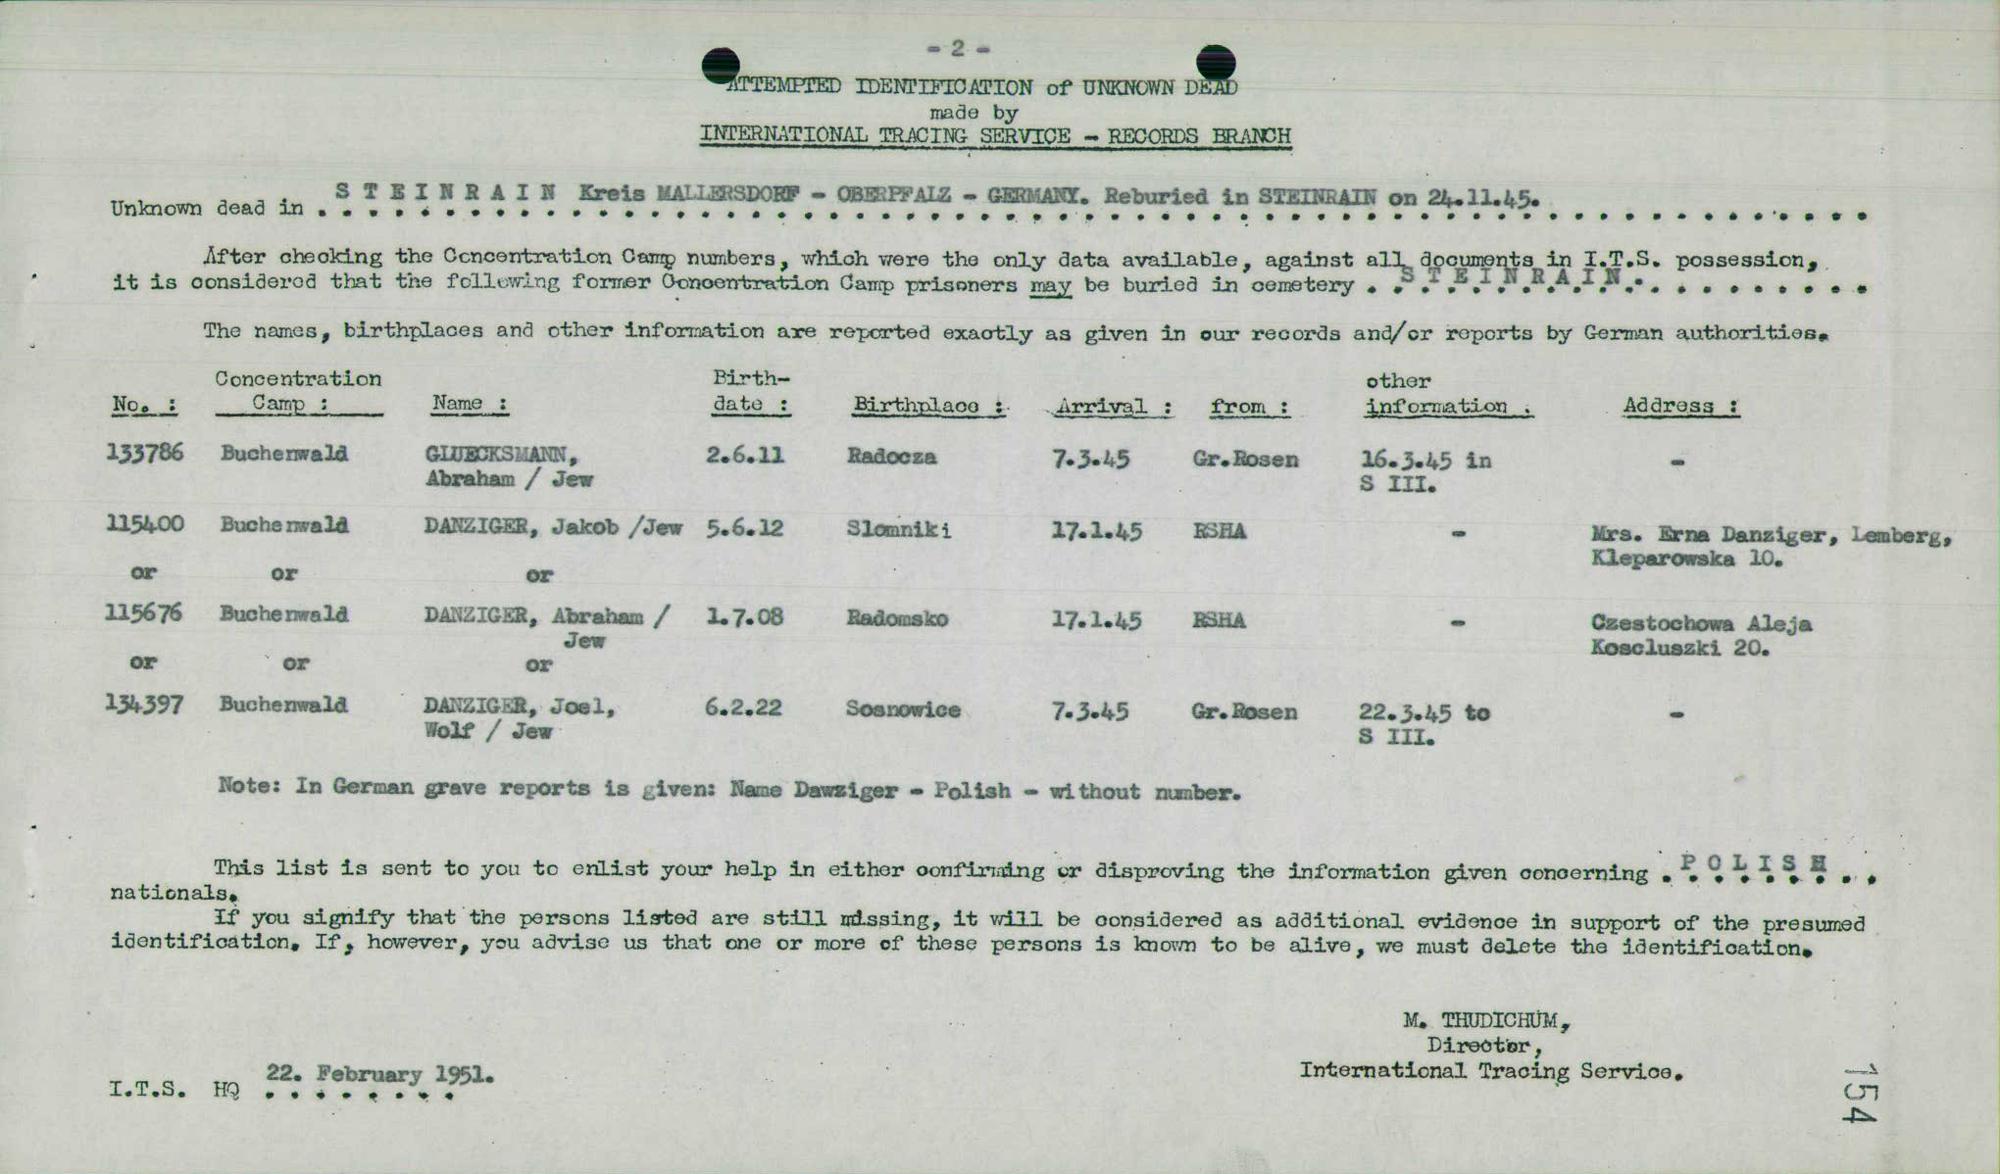 - 2 -
ATTEMPTED IDENTIFICATION of UNKNOWN DEAD
made by
INTERNATIONAL TRACING SERVICE - RECORDS BRANCH
Unknown dead in S T E I N R A I N Kreis MALLERSDORF - OBERPFALZ - GERMANY. Reburied in STEINRAIN on 24.11.45.
After checking the Concentration Camp numbers, which were the only data available, against all documents in I.T.S. possession,
it is considered that the following former Concentration Camp prisoners may be buried in cemetery . S T E I N R A I N . . . . . . . . . .
The names, birthplaces and other information are reported exactly as given in our records and/or reports by German authorities.
No. : Concentration Camp : Name : Birth- date : Birthplace : Arrival : from : other information : Address :
133786 Buchenwald GLUECKSMANN, 2.6.11 Radocza 7.3.45 Gr.Rosen 16.3.45 in -
Abraham / Jew S III.
115400 Buchenwald DANZIGER, Jakob /Jew 5.6.12 Slomniki 17.1.45 RSHA - Mrs. Erna Danziger, Lemberg,
Kleparowska 10.
or or or
115676 Buchenwald DANZIGER, Abraham / 1.7.08 Radomsko 17.1.45 RSHA - Czestochowa Aleja
Jew Koscluszki 20.
or or or
134397 Buchenwald DANZIGER, Joel, 6.2.22 Sosnowice 7.3.45 Gr.Rosen 22.3.45 to -
Wolf / Jew S III.
Note: In German grave reports is given: Name Dawziger - Polish - without number.
This list is sent to you to enlist your help in either confirming or disproving the information given concerning . P O L I S H . .
nationals.
If you signify that the persons listed are still missing, it will be considered as additional evidence in support of the presumed
identification. If, however, you advise us that one or more of these persons is known to be alive, we must delete the identification.
M. THUDICHUM,
Director,
International Tracing Service.
I.T.S. HQ 22. February 1951.
154